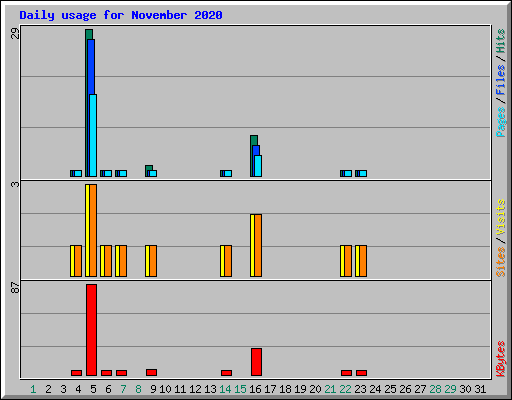 Daily usage for November 2020
29
Pages / Files / Hits
3
Sites / Visits
87
KBytes
1 2 3 4 5 6 7 8 9 10 11 12 13 14 15 16 17 18 19 20 21 22 23 24 25 26 27 28 29 30 31